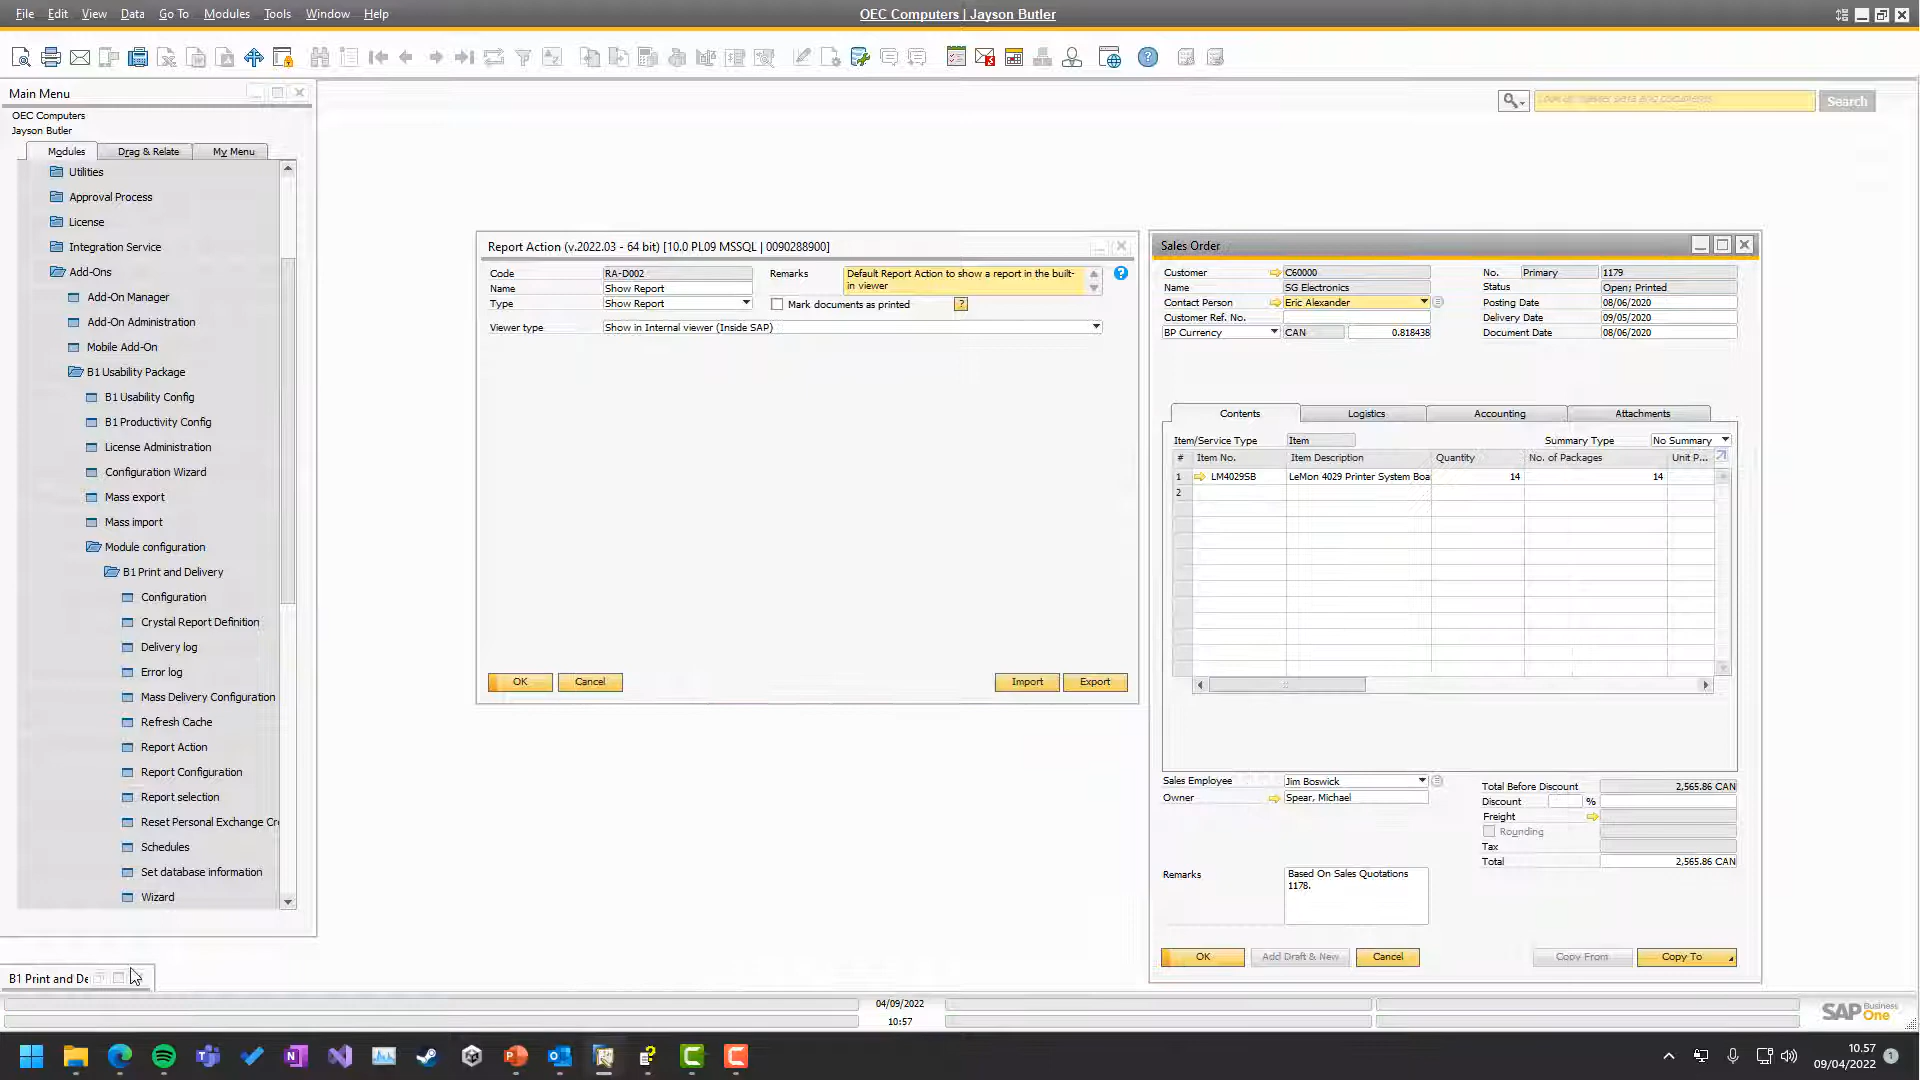 File Edit View Data Go To Modules Tools Window Help
OEC Computers | Jayson Butler
Main Menu
OEC Computers
Jayson Butler
Modules Drag & Relate My Menu
Utilities
Approval Process
License
Integration Service
Add-Ons
Add-On Manager
Add-On Administration
Mobile Add-On
B1 Usability Package
B1 Usability Config
B1 Productivity Config
License Administration
Configuration Wizard
Mass export
Mass import
Module configuration
B1 Print and Delivery
Configuration
Crystal Report Definition
Delivery log
Error log
Mass Delivery Configuration
Refresh Cache
Report Action
Report Configuration
Report selection
Reset Personal Exchange Cr
Schedules
Set database information
Wizard
B1 Print and De
Search
Report Action (v.2022.03 - 64 bit) [10.0 PL09 MSSQL | 0090288900]
Code RA-D002
Name Show Report
Type Show Report
Remarks Default Report Action to show a report in the built-
in viewer
Mark documents as printed ?
Viewer type Show in Internal viewer (Inside SAP)
OK Cancel Import Export
Sales Order
Customer C60000
Name SG Electronics
Contact Person Eric Alexander
Customer Ref. No.
BP Currency CAN 0.818438
No. Primary 1179
Status Open; Printed
Posting Date 08/06/2020
Delivery Date 09/05/2020
Document Date 08/06/2020
Contents Logistics Accounting Attachments
Item/Service Type Item Summary Type No Summary
# Item No. Item Description Quantity No. of Packages Unit P...
1 LM4029SB LeMon 4029 Printer System Boa 14 14
2
Sales Employee Jim Boswick
Owner Spear, Michael
Total Before Discount 2,565.86 CAN
Discount %
Freight
Rounding
Tax
Total 2,565.86 CAN
Remarks Based On Sales Quotations
1178.
OK Add Draft & New Cancel Copy From Copy To
04/09/2022
10:57
SAP Business One
10.57
09/04/2022
1